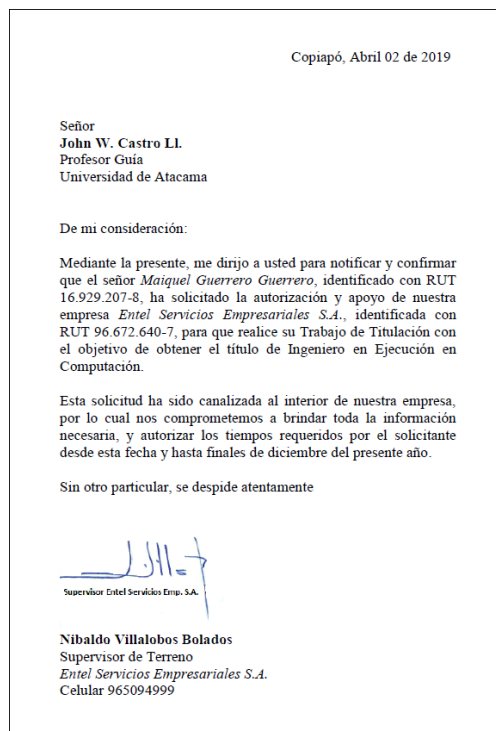 Copiapó, Abril 02 de 2019
Señor
John W. Castro Ll.
Profesor Guía
Universidad de Atacama
De mi consideración:
Mediante la presente, me dirijo a usted para notificar y confirmar
que el señor Maiquel Guerrero Guerrero, identificado con RUT
16.929.207-8, ha solicitado la autorización y apoyo de nuestra
empresa Entel Servicios Empresariales S.A., identificada con
RUT 96.672.640-7, para que realice su Trabajo de Titulación con
el objetivo de obtener el título de Ingeniero en Ejecución en
Computación.
Esta solicitud ha sido canalizada al interior de nuestra empresa,
por lo cual nos comprometemos a brindar toda la información
necesaria, y autorizar los tiempos requeridos por el solicitante
desde esta fecha y hasta finales de diciembre del presente año.
Sin otro particular, se despide atentamente
Supervisor Entel Servicios Emp. S.A.
Nibaldo Villalobos Bolados
Supervisor de Terreno
Entel Servicios Empresariales S.A.
Celular 965094999